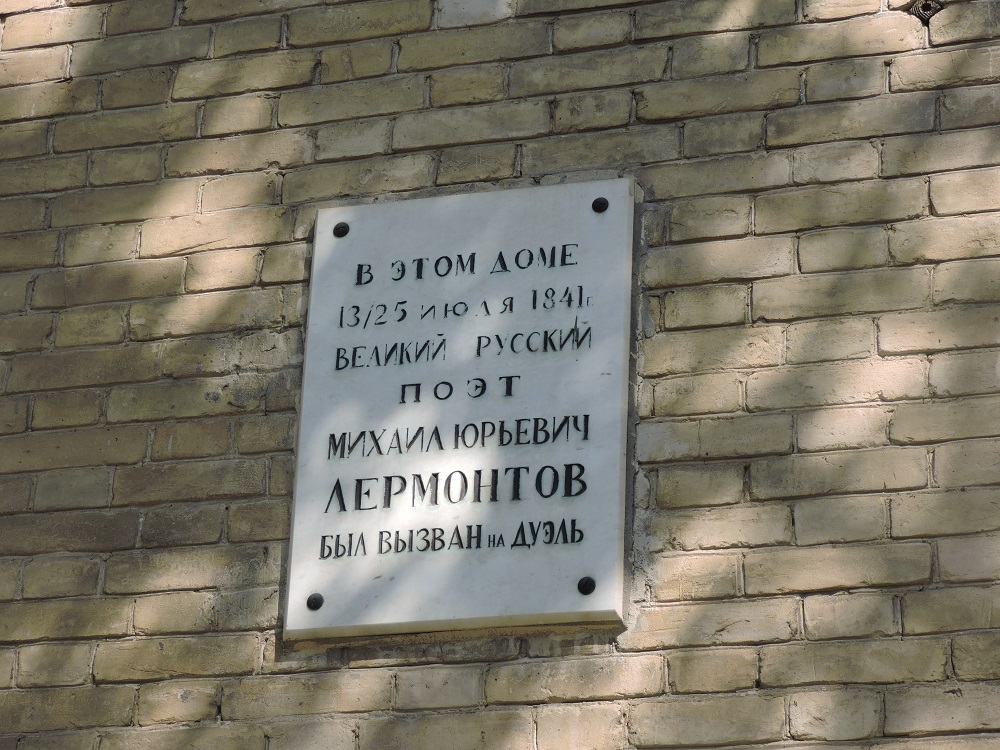 В ЭТОМ ДОМЕ
13/25 ИЮЛЯ 1841г.
ВЕЛИКИЙ РУССКИЙ
ПОЭТ
МИХАИЛ ЮРЬЕВИЧ
ЛЕРМОНТОВ
БЫЛ ВЫЗВАН НА ДУЭЛЬ